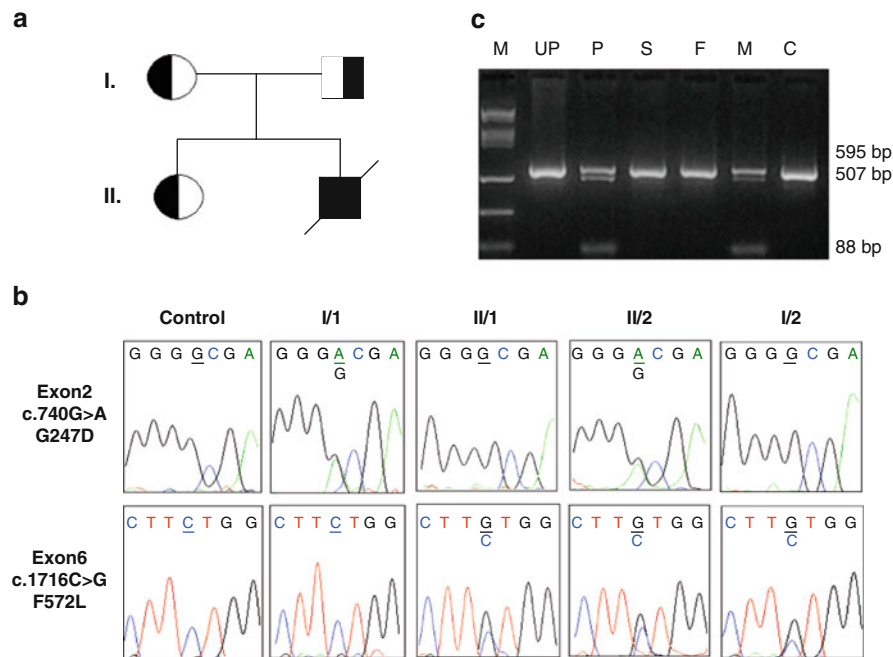 a
I.
II.
c
M UP P S F M C
595 bp
507 bp
88 bp
b
Control I/1 II/1 II/2 I/2
Exon2
c.740G>A
G247D
G G G G C G A
G G G A C G A
G
G G G G C G A
G G G A C G A
G
G G G G C G A
Exon6
c.1716C>G
F572L
C T T C T G G
C T T C T G G
C T T G T G G
C
C T T G T G G
C
C T T G T G G
C